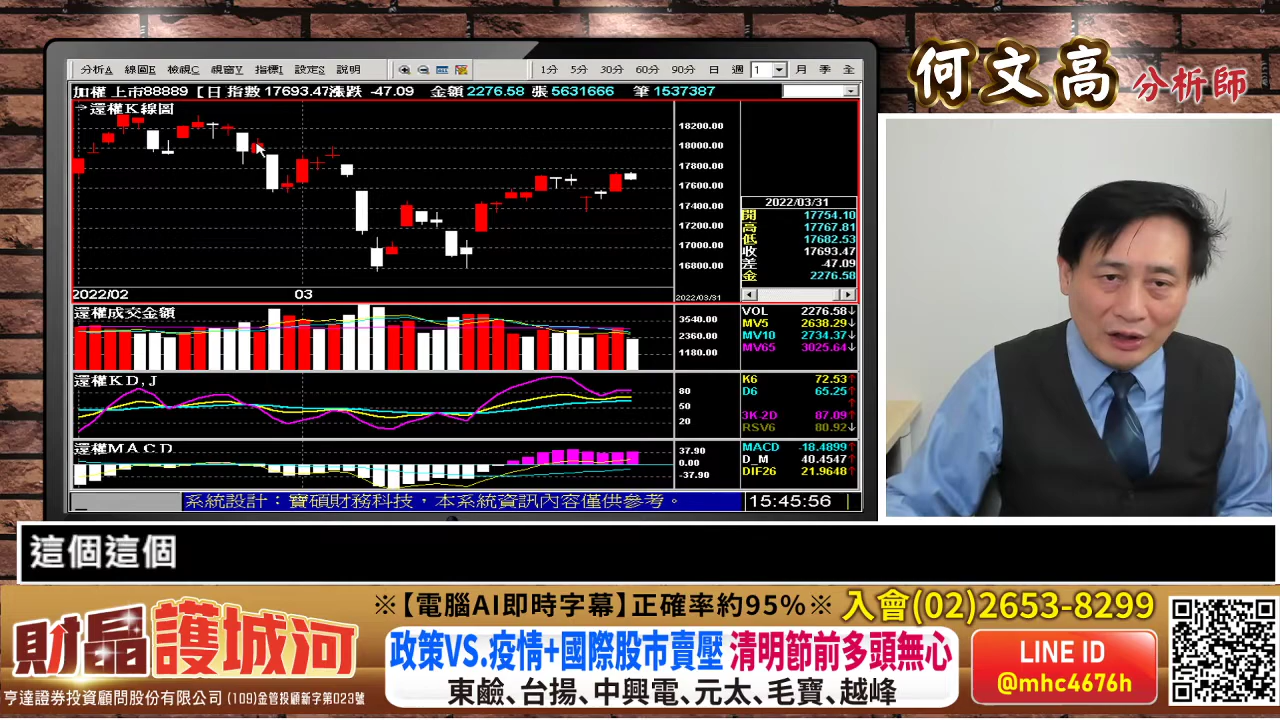 分析A 線圖E 檢視C 視窗Y 指標I 設定S 說明
1分 5分 30分 60分 90分 日 週 1 月 季 全
加權 上市88889 [日 指數 17693.47 漲跌 -47.09 金額 2276.58 張 5631666 筆 1537387
還權K線圖
18200.00
18000.00
17800.00
17600.00
17400.00
17200.00
17000.00
16800.00
2022/03/31
開 17754.10
高 17767.81
低 17682.53
收 17693.47
差 -47.09
金 2276.58
2022/02
03
2022/03/31
還權成交金額
3540.00
2360.00
1180.00
VOL 2276.58↓
MV5 2638.29↓
MV10 2734.37↓
MV65 3025.64↓
還權KD,J
80
50
20
K6 72.53↑
D6 65.25↑
3K-2D 87.09↑
RSV6 80.92↓
還權MACD
37.90
0.00
-37.90
MACD -18.4899↑
D_M 40.4547↑
DIF26 21.9648↑
系統設計：寶碩財務科技，本系統資訊內容僅供參考。
15:45:56
何文高 分析師
這個這個
※【電腦AI即時字幕】正確率約95%※
入會(02)2653-8299
財晶護城河
政策VS.疫情+國際股市賣壓 清明節前多頭無心
東鹼、台揚、中興電、元太、毛寶、越峰
LINE ID
@mhc4676h
亨達證券投資顧問股份有限公司 (109)金管投顧新字第023號